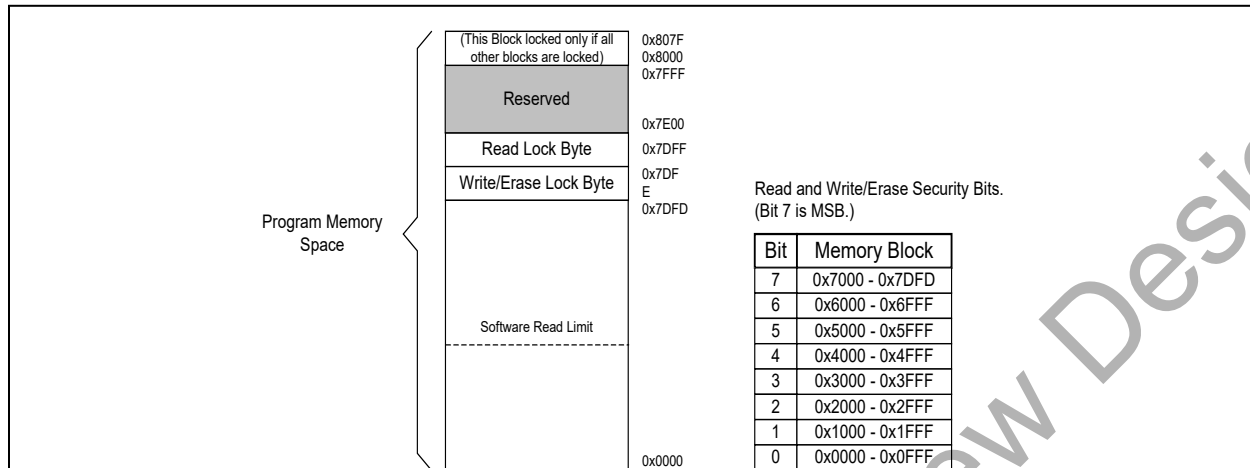 (This Block locked only if all
other blocks are locked)
0x807F
0x8000
0x7FFF
Reserved
0x7E00
Read Lock Byte
0x7DFF
Write/Erase Lock Byte
0x7DF
E
0x7DFD
Program Memory
Space
Software Read Limit
0x0000
Read and Write/Erase Security Bits.
(Bit 7 is MSB.)
Bit Memory Block
7 0x7000 - 0x7DFD
6 0x6000 - 0x6FFF
5 0x5000 - 0x5FFF
4 0x4000 - 0x4FFF
3 0x3000 - 0x3FFF
2 0x2000 - 0x2FFF
1 0x1000 - 0x1FFF
0 0x0000 - 0x0FFF